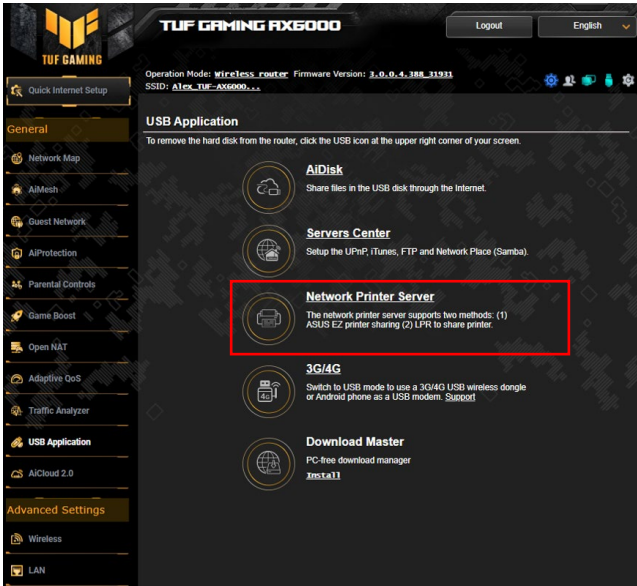 TUF GAMING AX6000
Logout
English
TUF GAMING
Operation Mode: Wireless router Firmware Version: 3.0.0.4.388_31931
SSID: Alex_TUF-AX6000...
Quick Internet Setup
General
Network Map
AiMesh
Guest Network
AiProtection
Parental Controls
Game Boost
Open NAT
Adaptive QoS
Traffic Analyzer
USB Application
AiCloud 2.0
Advanced Settings
Wireless
LAN
USB Application
To remove the hard disk from the router, click the USB icon at the upper right corner of your screen.
AiDisk
Share files in the USB disk through the Internet.
Servers Center
Setup the UPnP, iTunes, FTP and Network Place (Samba).
Network Printer Server
The network printer server supports two methods: (1)
ASUS EZ printer sharing (2) LPR to share printer.
3G/4G
4G
Switch to USB mode to use a 3G/4G USB wireless dongle
or Android phone as a USB modem. Support
Download Master
PC-free download manager
Install